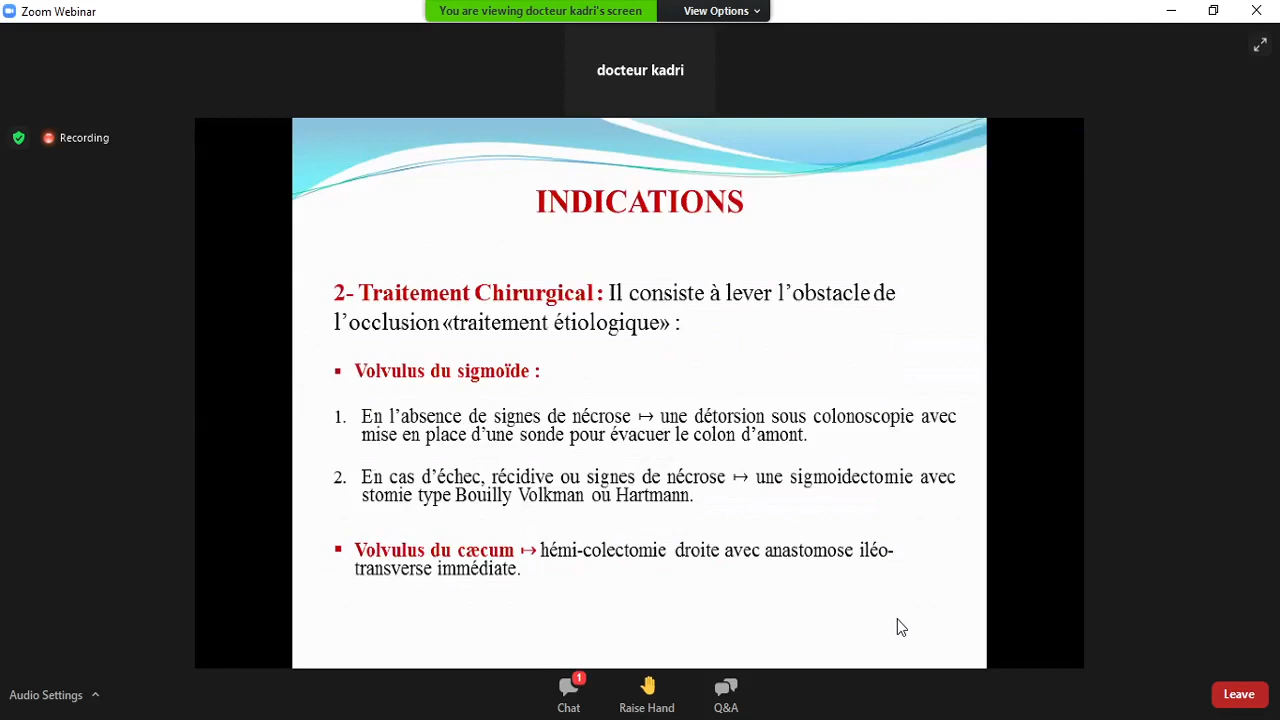 Zoom Webinar
You are viewing docteur kadri's screen
View Options
docteur kadri
Recording
INDICATIONS
2- Traitement Chirurgical : Il consiste à lever l'obstacle de
l'occlusion «traitement étiologique» :
▪ Volvulus du sigmoïde :
1. En l'absence de signes de nécrose ↦ une détorsion sous colonoscopie avec
mise en place d'une sonde pour évacuer le colon d'amont.
2. En cas d'échec, récidive ou signes de nécrose ↦ une sigmoidectomie avec
stomie type Bouilly Volkman ou Hartmann.
▪ Volvulus du cæcum ↦ hémi-colectomie droite avec anastomose iléo-
transverse immédiate.
Audio Settings
1
Chat
Raise Hand
Q&A
Leave